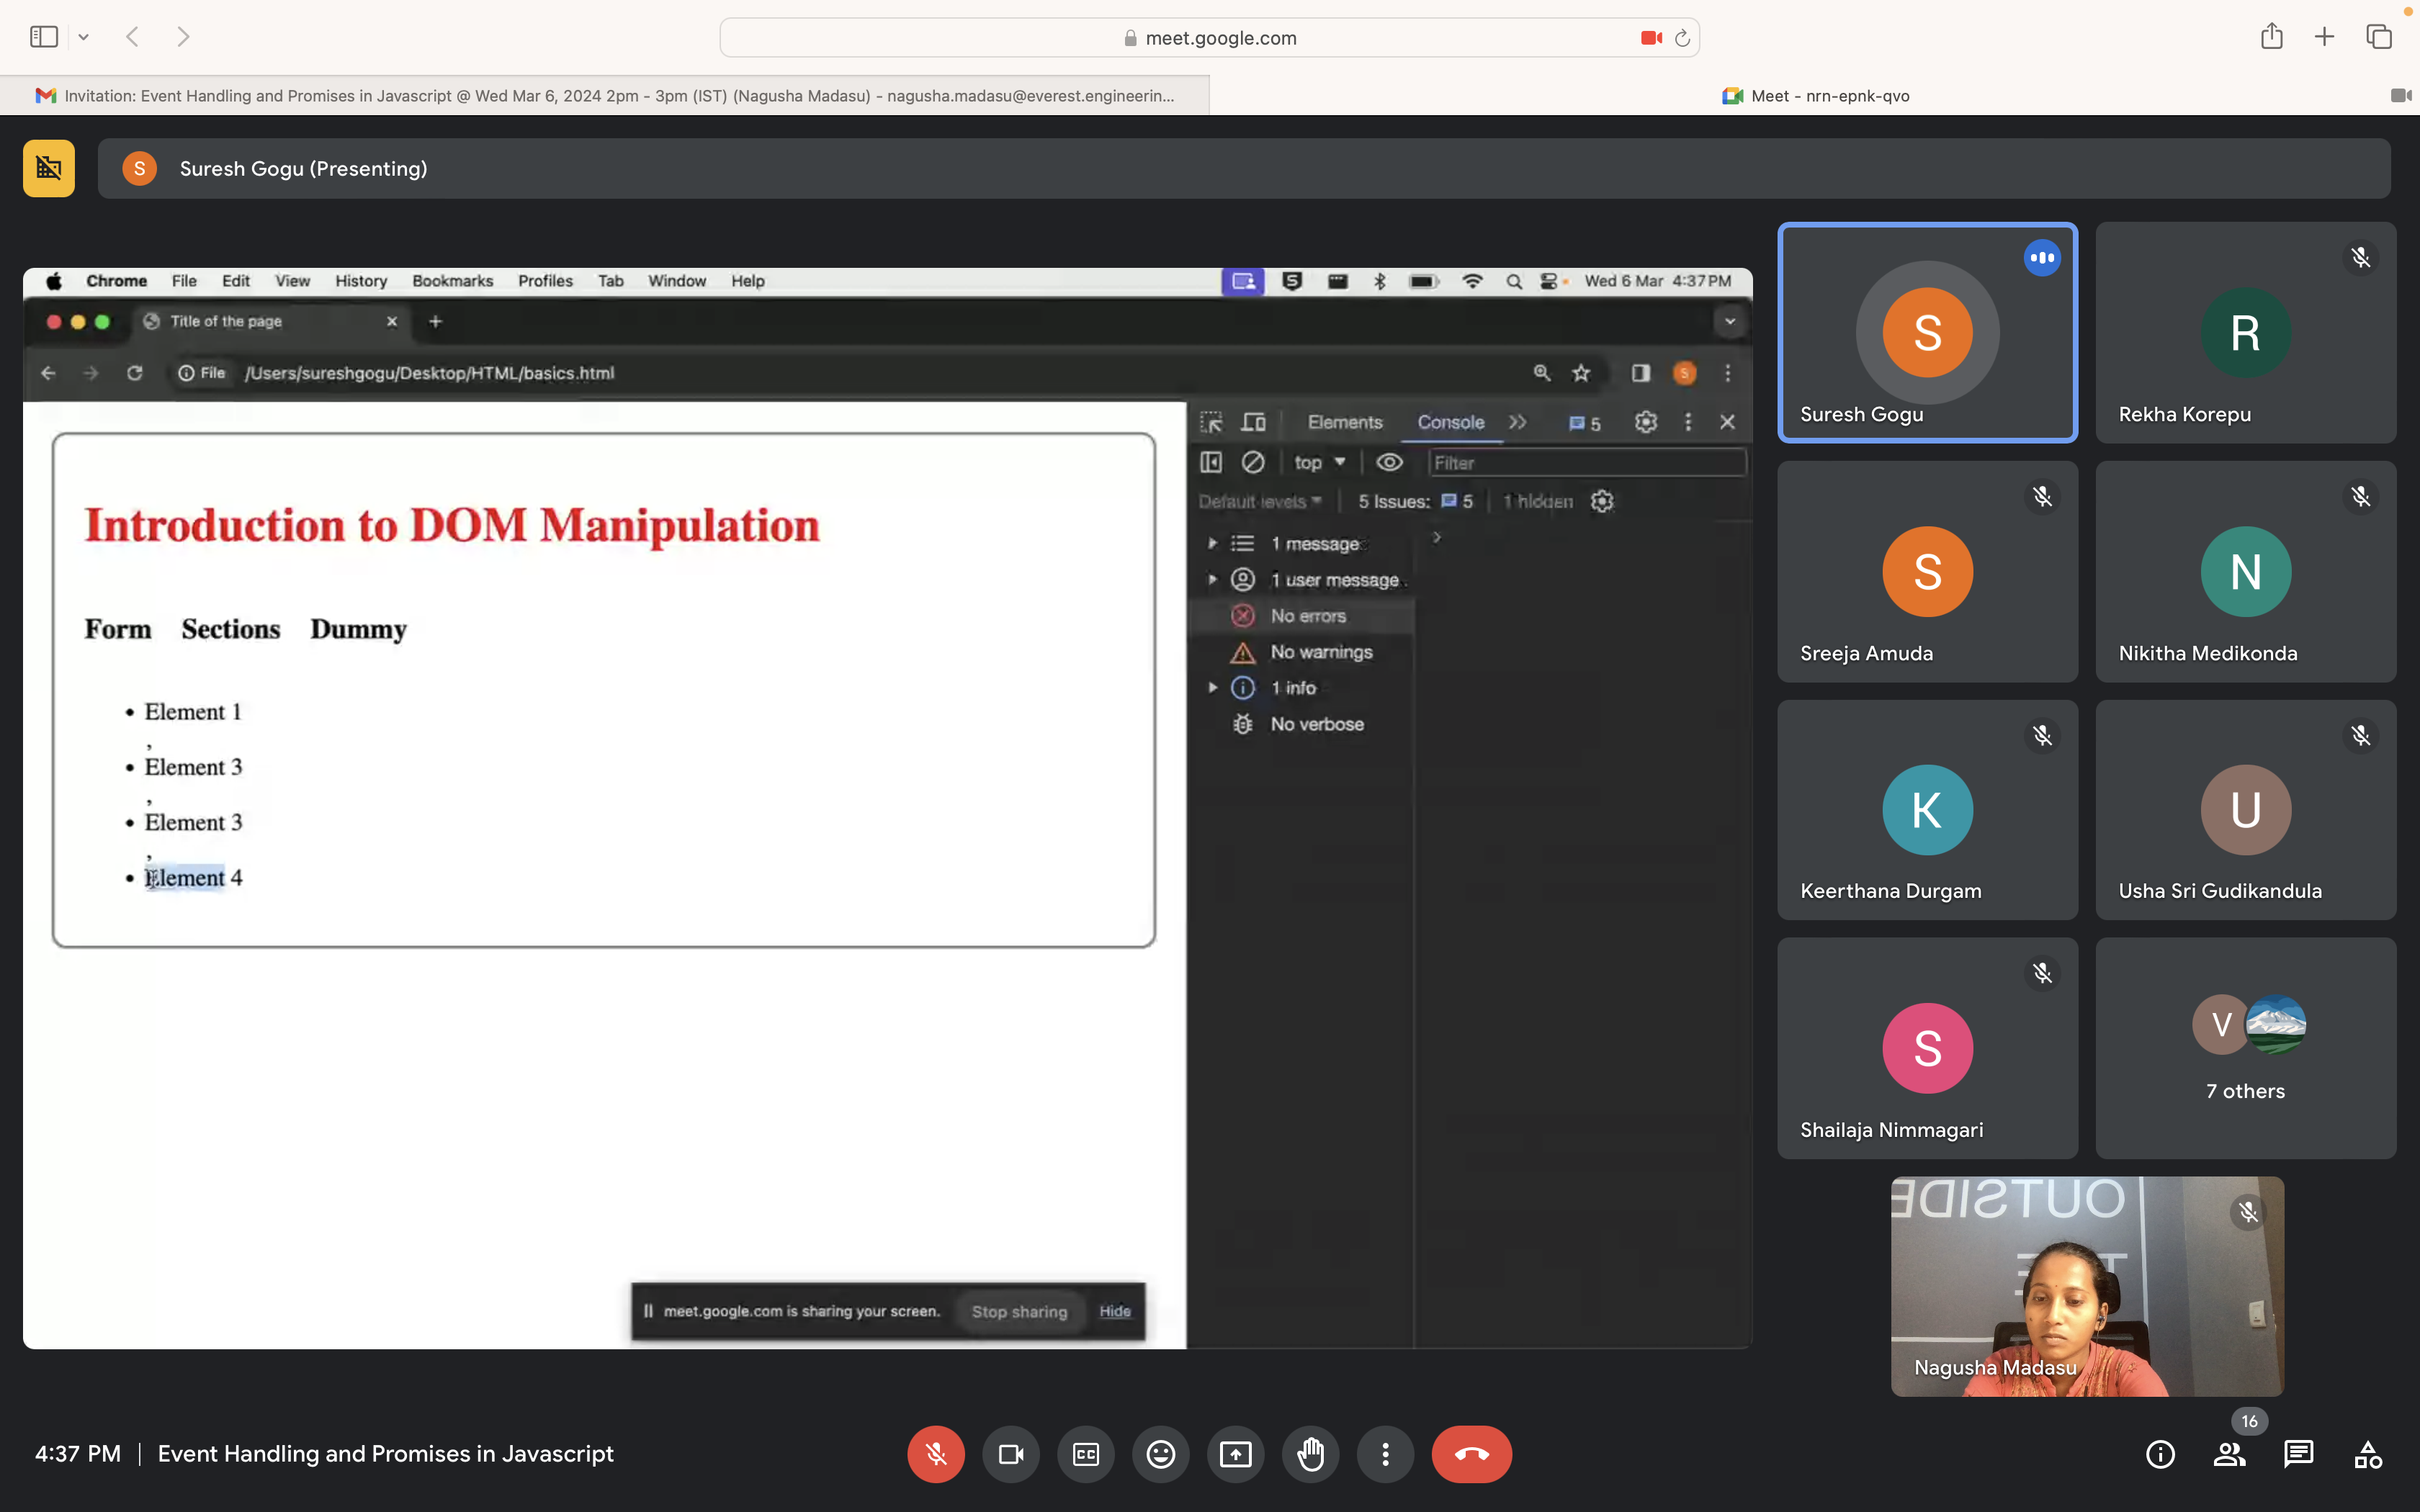 meet.google.com
Invitation: Event Handling and Promises in Javascript @ Wed Mar 6, 2024 2pm - 3pm (IST) (Nagusha Madasu) - nagusha.madasu@everest.engineerin...
Meet - nrn-epnk-qvo
S
Suresh Gogu (Presenting)
Chrome File Edit View History Bookmarks Profiles Tab Window Help
S
Wed 6 Mar 4:37 PM
Title of the page
File
/Users/sureshgogu/Desktop/HTML/basics.html
S
Introduction to DOM Manipulation
Form Sections Dummy
• Element 1
,
• Element 3
,
• Element 3
,
• Element 4
Elements Console 5
top Filter
Default levels 5 Issues: 5 1 hidden
1 message
1 user message
No errors
No warnings
1 info
No verbose
meet.google.com is sharing your screen. Stop sharing Hide
S
Suresh Gogu
R
Rekha Korepu
S
Sreeja Amuda
N
Nikitha Medikonda
K
Keerthana Durgam
U
Usha Sri Gudikandula
S
Shailaja Nimmagari
V
7 others
OUTSIDE
Nagusha Madasu
4:37 PM | Event Handling and Promises in Javascript
CC
16